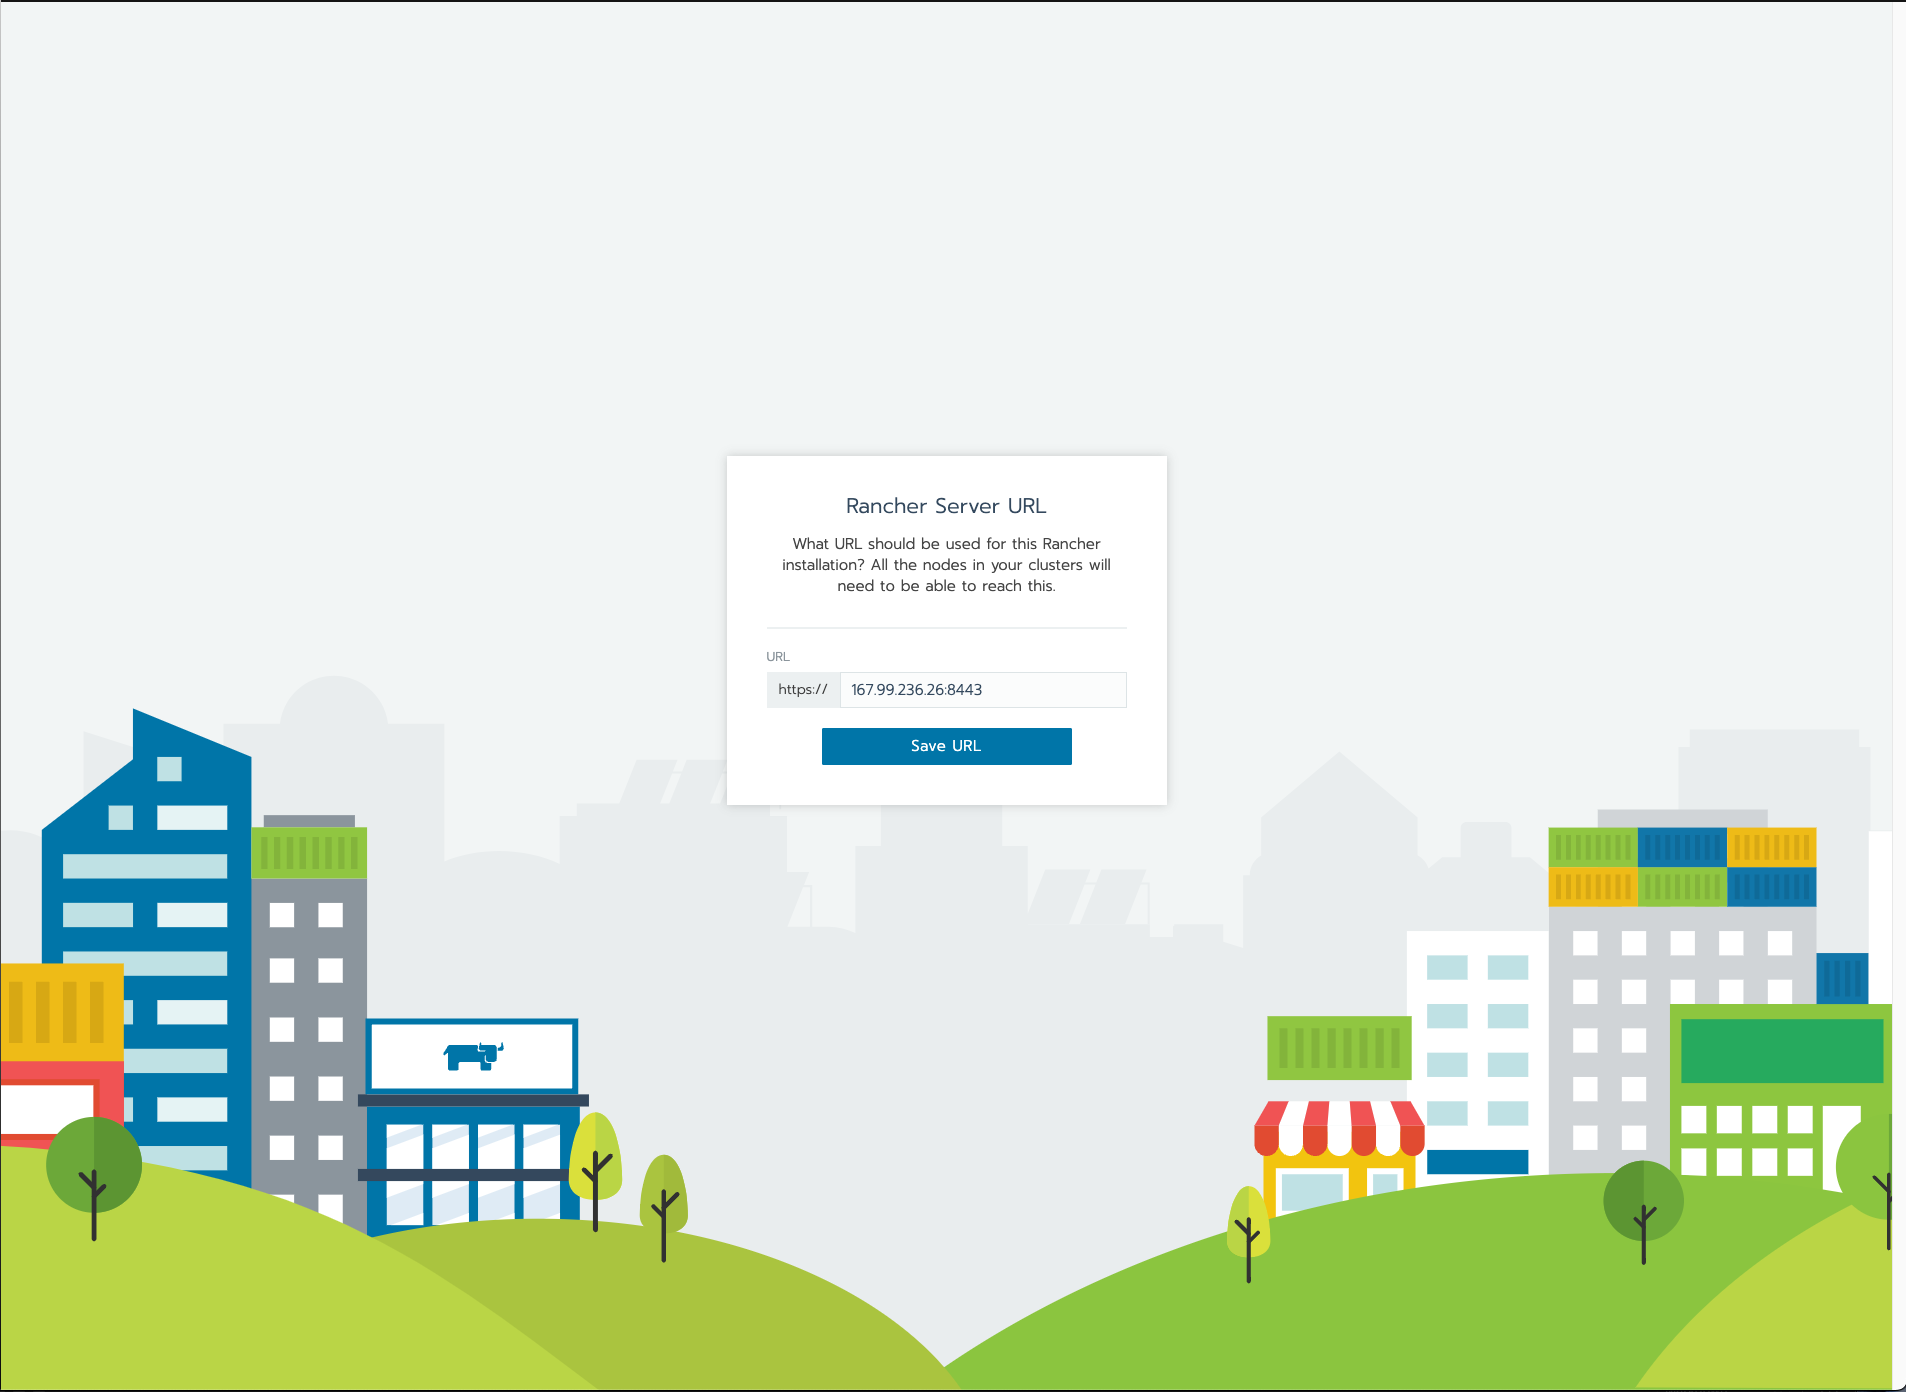 Rancher Server URL
What URL should be used for this Rancher
installation? All the nodes in your clusters will
need to be able to reach this.
URL
https:// 167.99.236.26:8443
Save URL